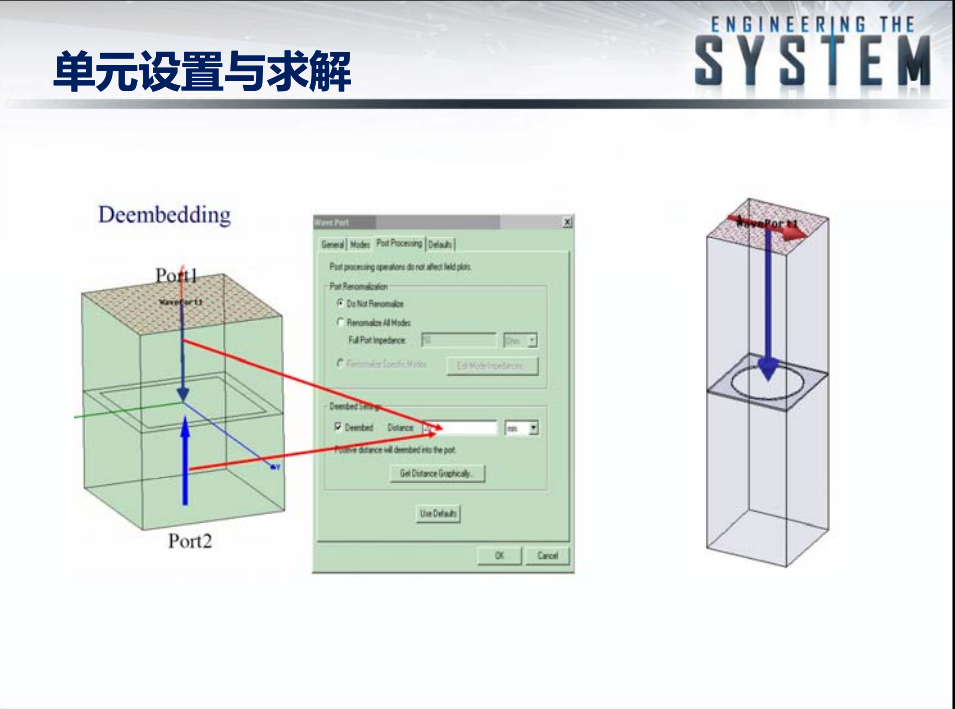 单元设置与求解
ENGINEERING THE
SYSTEM
Deembedding
Port1
WavePort1
Port2
Wave Port
General
Modes
Post Processing
Defaults
Post processing operations do not affect field plots.
Port Renormalization
Do Not Renormalize
Renormalize All Modes
Full Port Impedance:
50
Ohm
Renormalize Specific Modes
Edit Mode Impedances...
Deembed Settings
Deembed
Distance:
mm
Positive distance will deembed into the port.
Get Distance Graphically...
Use Defaults
OK
Cancel
Y
WavePort1